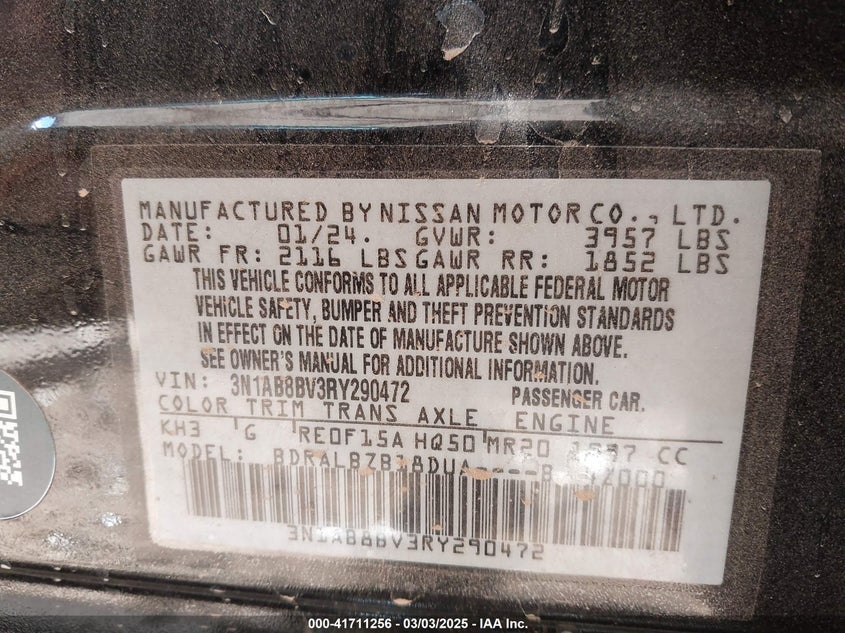 MANUFACTURED BY NISSAN MOTOR CO., LTD.
DATE: 01/24. GVWR: 3957 LBS
GAWR FR: 2116 LBS GAWR RR: 1852 LBS
THIS VEHICLE CONFORMS TO ALL APPLICABLE FEDERAL MOTOR
VEHICLE SAFETY, BUMPER AND THEFT PREVENTION STANDARDS
IN EFFECT ON THE DATE OF MANUFACTURE SHOWN ABOVE.
SEE OWNER'S MANUAL FOR ADDITIONAL INFORMATION.
VIN: 3N1AB8BV3RY290472 PASSENGER CAR.
COLOR TRIM TRANS AXLE ENGINE
KH3 G RE0F15A HQ50 MR20 1997 CC
MODEL:
3N1AB8BV3RY290472
000-41711256 — 03/03/2025 — IAA Inc.